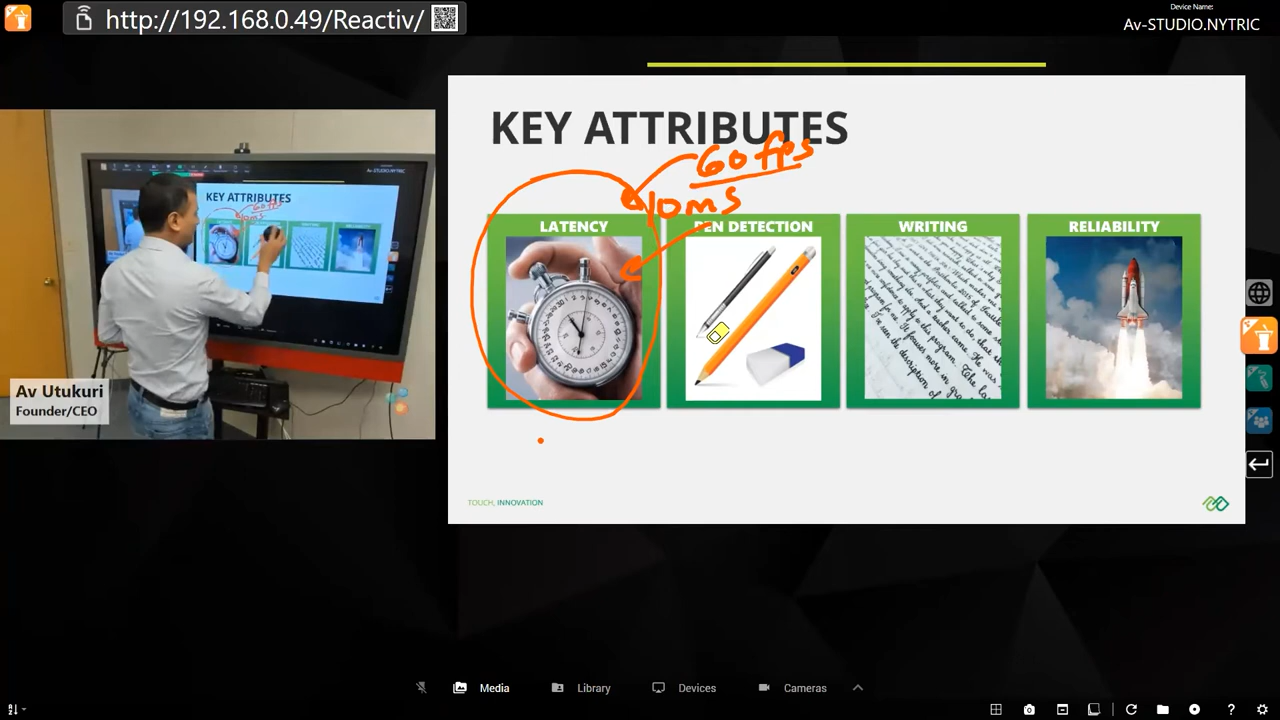 http://192.168.0.49/Reactiv/
Device Name:
Av-STUDIO.NYTRIC
KEY ATTRIBUTES
60 fps
10ms
LATENCY
PEN DETECTION
WRITING
RELIABILITY
KEY ATTRIBUTES
Av Utukuri
Founder/CEO
TOUCH, INNOVATION
Media
Library
Devices
Cameras